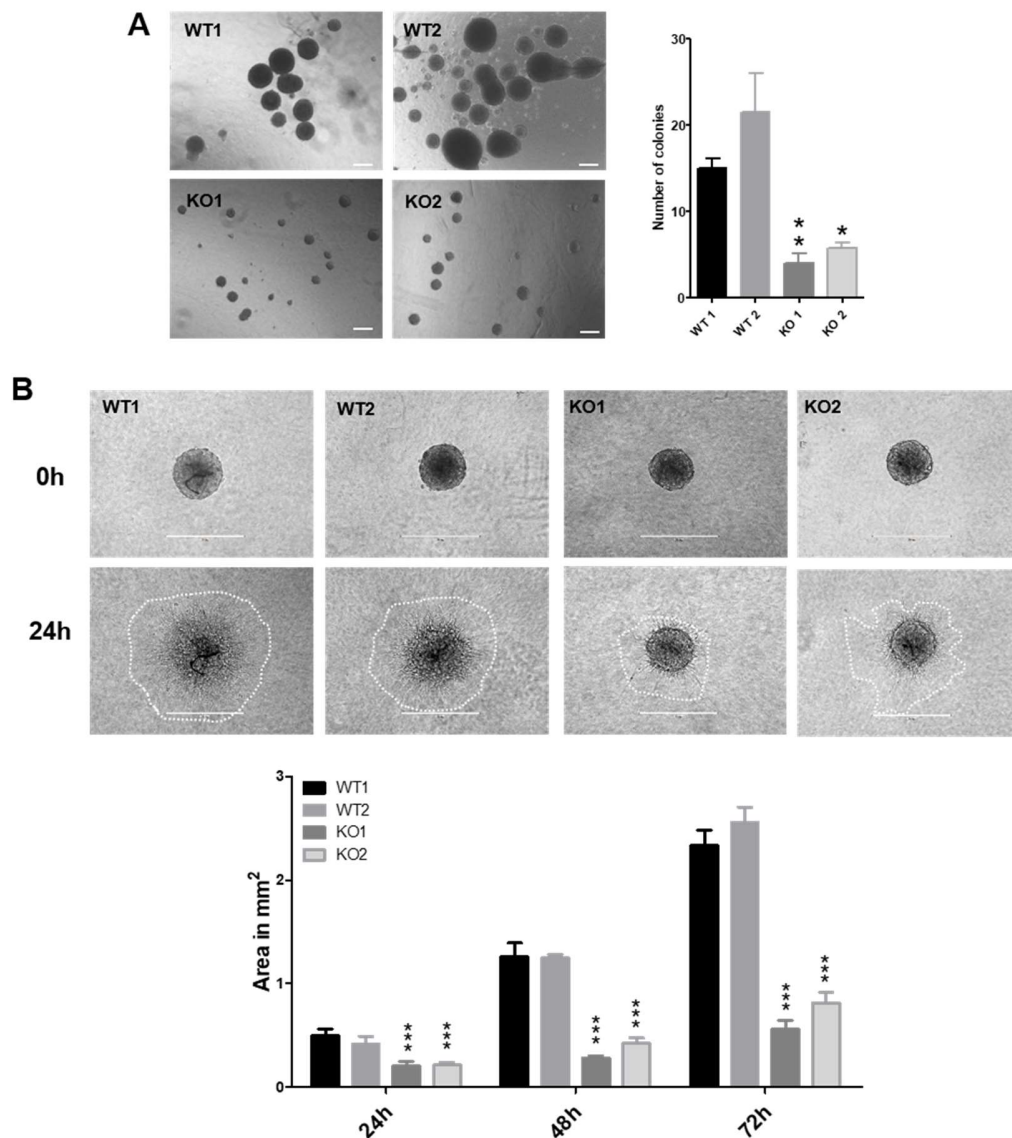 A
WT1
WT2
KO1
KO2
Number of colonies
30
20
10
0
**
*
WT 1
WT 2
KO 1
KO 2
B
WT1
WT2
KO1
KO2
0h
24h
Area in mm²
3
2
1
0
WT1
WT2
KO1
KO2
***
***
***
***
***
***
24h
48h
72h